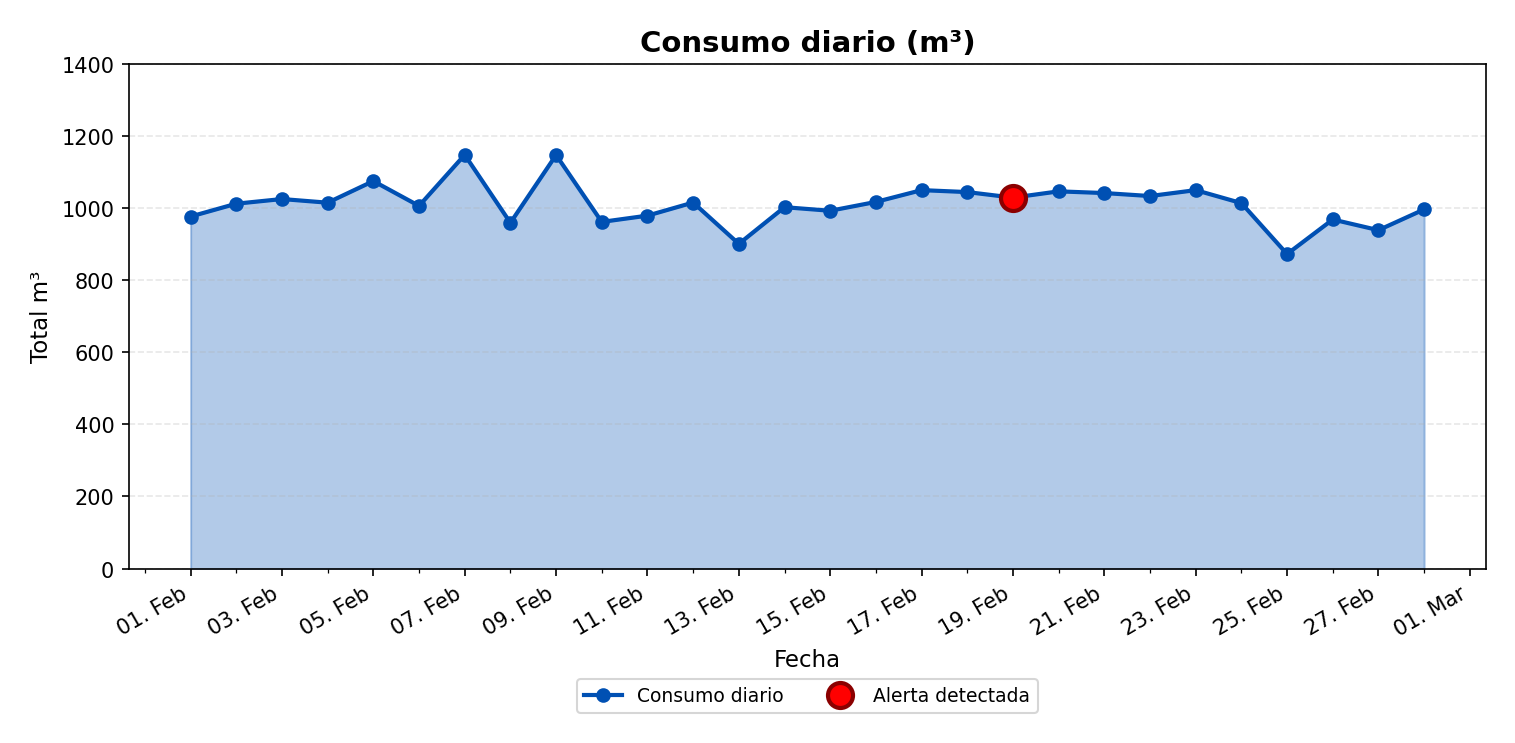 Consumo diario (m³)
1400
1200
1000
800
600
400
200
0
Total m³
01. Feb
03. Feb
05. Feb
07. Feb
09. Feb
11. Feb
13. Feb
15. Feb
17. Feb
19. Feb
21. Feb
23. Feb
25. Feb
27. Feb
01. Mar
Fecha
Consumo diario
Alerta detectada